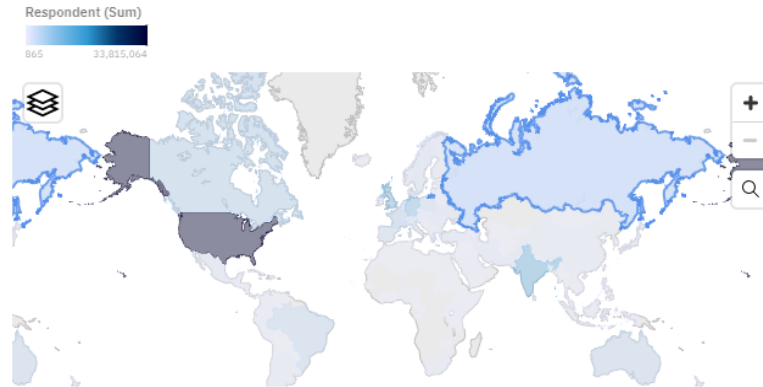 Respondent (Sum)
865 33,815,064
+
−